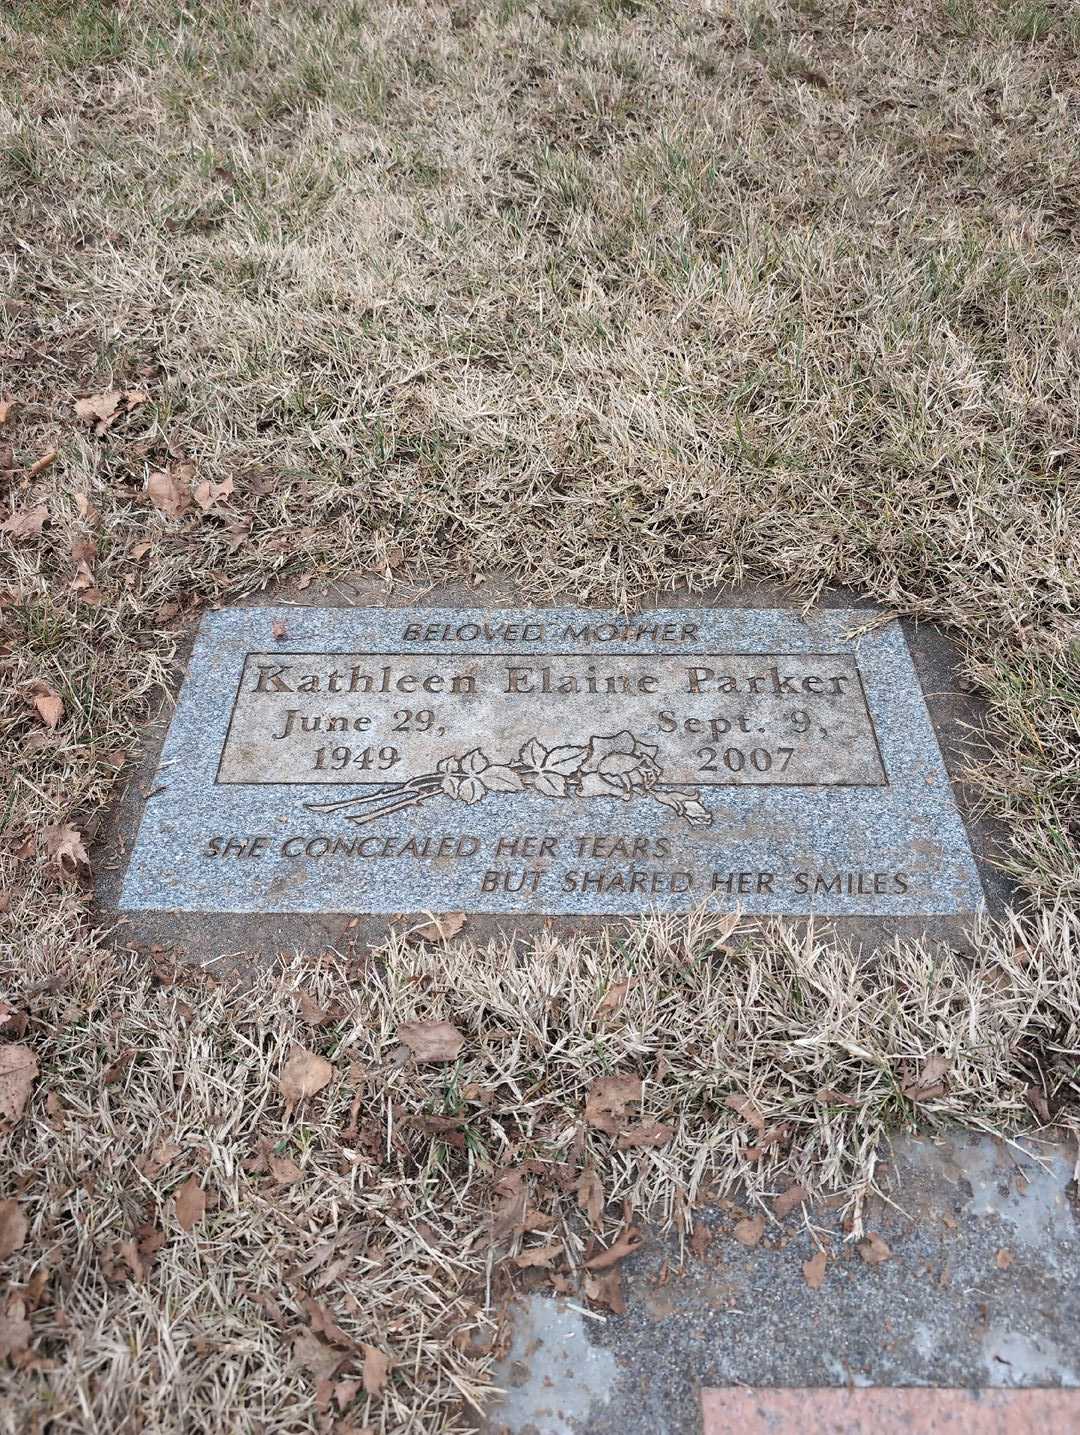 BELOVED MOTHER
Kathleen Elaine Parker
June 29, Sept. 9,
1949 2007
SHE CONCEALED HER TEARS
BUT SHARED HER SMILES